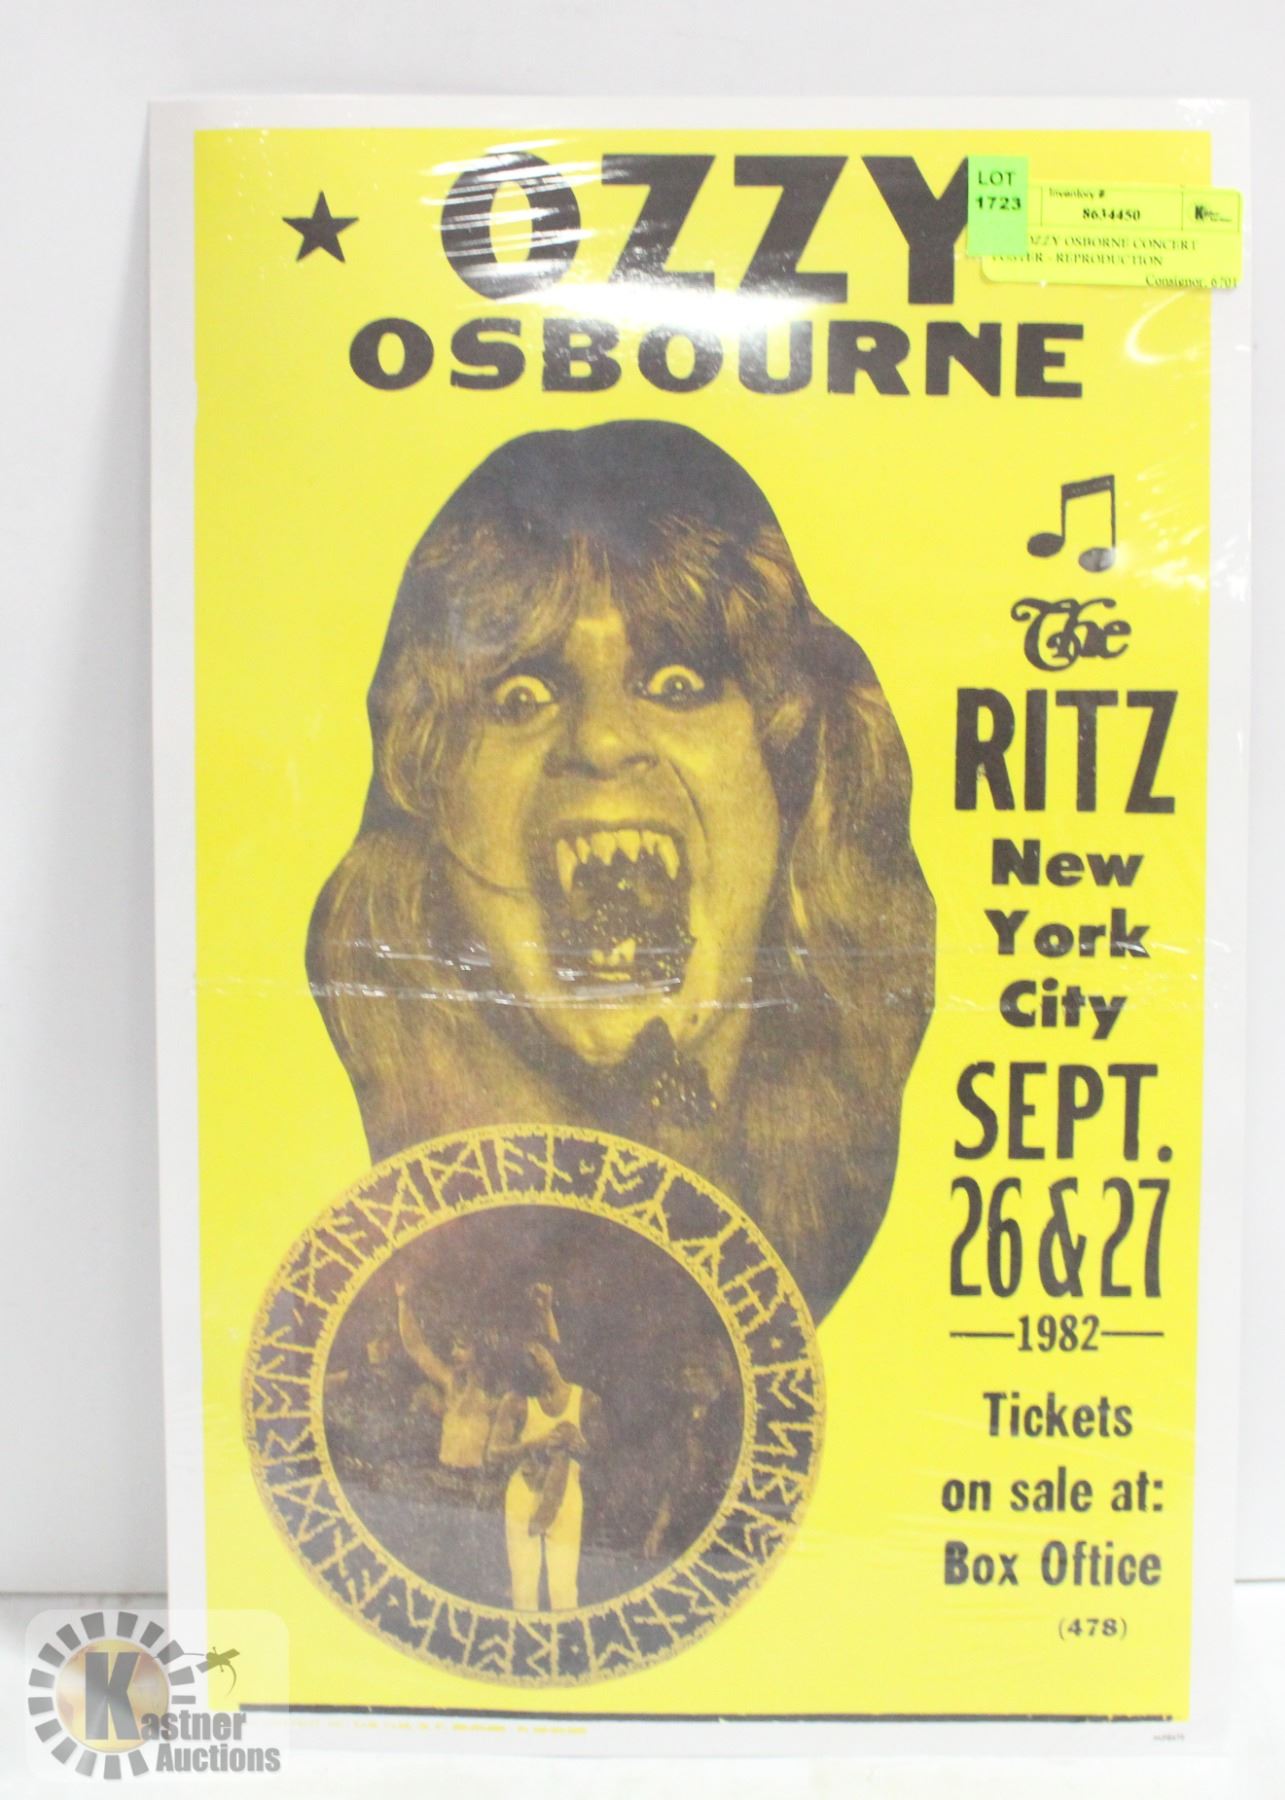 OZZY
OSBOURNE
LOT
1723
Inventory #
8634450
OZZY OSBORNE CONCERT
POSTER - REPRODUCTION
Consignor: 6701
The
RITZ
New
York
City
SEPT.
26 & 27
1982
Tickets
on sale at:
Box Office
(478)
Kastner
Auctions